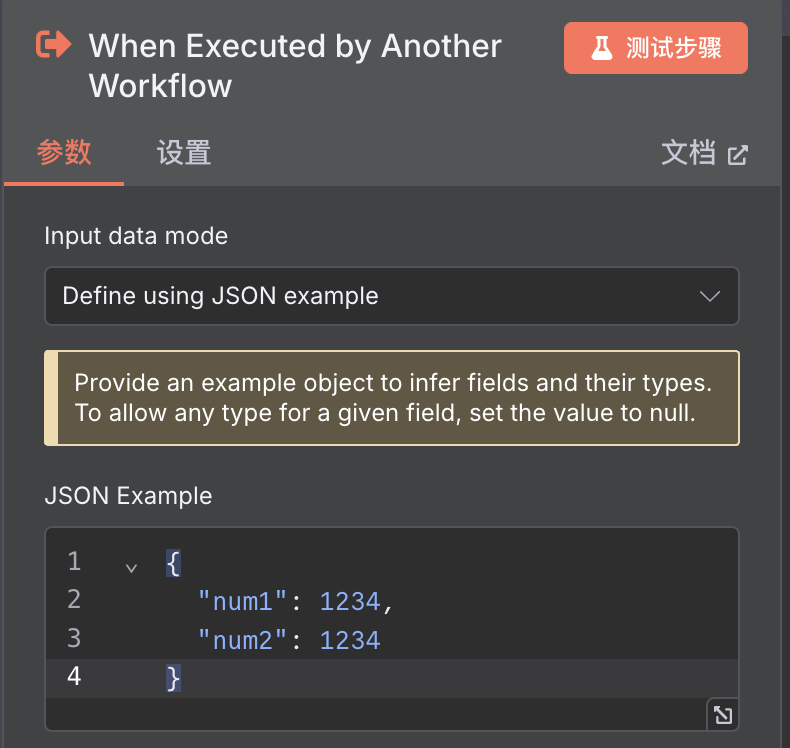 When Executed by Another
Workflow
测试步骤
参数
设置
文档
Input data mode
Define using JSON example
Provide an example object to infer fields and their types.
To allow any type for a given field, set the value to null.
JSON Example
1 {
2 "num1": 1234,
3 "num2": 1234
4 }